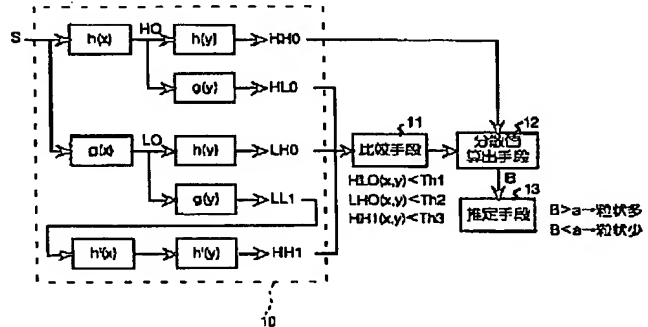 S
h(x)
HO
h(y)
HH0
g(y)
HL0
g(x)
LO
h(y)
LH0
g(y)
LL1
h'(x)
h'(y)
HH1
10
11
比較手段
HL0(x,y)<Th1
LH0(x,y)<Th2
HH1(x,y)<Th3
12
分散値
算出手段
B
13
推定手段
B>a→粒状多
B<a→粒状少